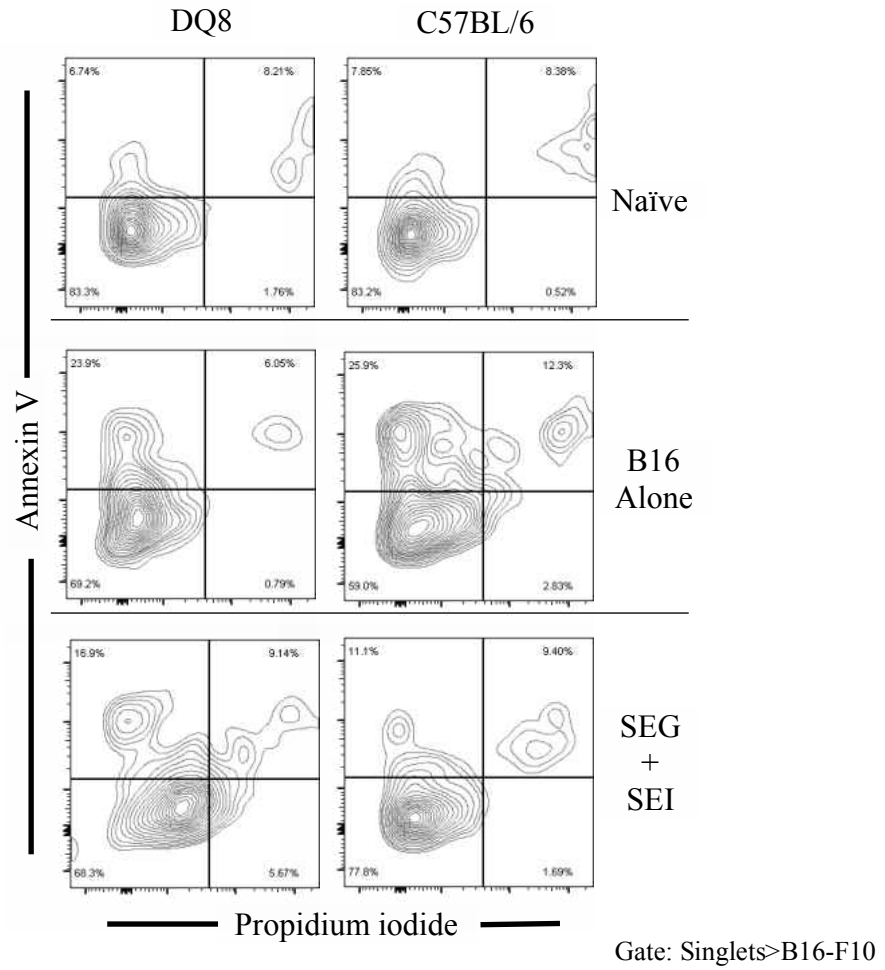 DQ8 C57BL/6
6.74% 8.21% 7.85% 8.38%
Naïve
83.3% 1.76% 83.2% 0.52%
23.9% 6.05% 25.9% 12.3%
Annexin V
B16
Alone
69.2% 0.79% 59.0% 2.83%
16.9% 9.14% 11.1% 9.40%
SEG
+
SEI
68.3% 5.67% 77.8% 1.69%
Propidium iodide
Gate: Singlets>B16-F10